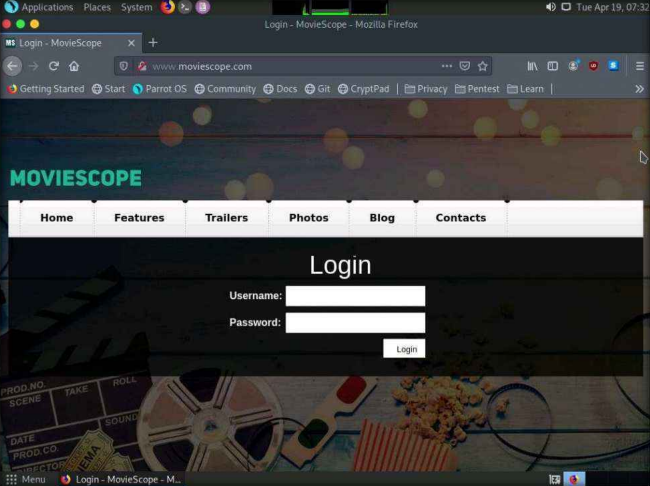 Applications Places System Tue Apr 19, 07:32
Login - MovieScope - Mozilla Firefox
MS Login - MovieScope × +
www.moviescope.com
Getting Started Start Parrot OS Community Docs Git CryptPad Privacy Pentest Learn
MOVIESCOPE
Home Features Trailers Photos Blog Contacts
Login
Username:
Password:
Login
PROD.NO.
SCENE TAKE ROLL
SOUND
DATE
PROD.CO.
DIRECTOR
CINEMA
Menu Login - MovieScope - M...